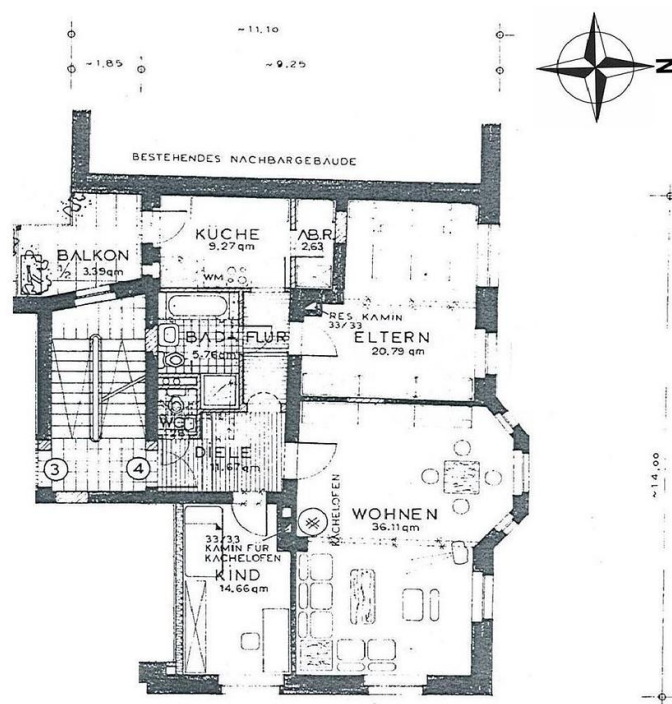 ~11.10
~1.85
~9.25
N
BESTEHENDES NACHBARGEBÄUDE
KÜCHE
9.27qm
AB.R.
2.63
BALKON
1/2 3.39qm
WM
RES. KAMIN
33/33
BAD-FLUR
5.76qm
ELTERN
20.79 qm
WC
DIELE
11.67qm
3
4
WOHNEN
36.11qm
KACHELOFEN
33/33
KAMIN FÜR
KACHELOFEN
KIND
14.66qm
~14.00